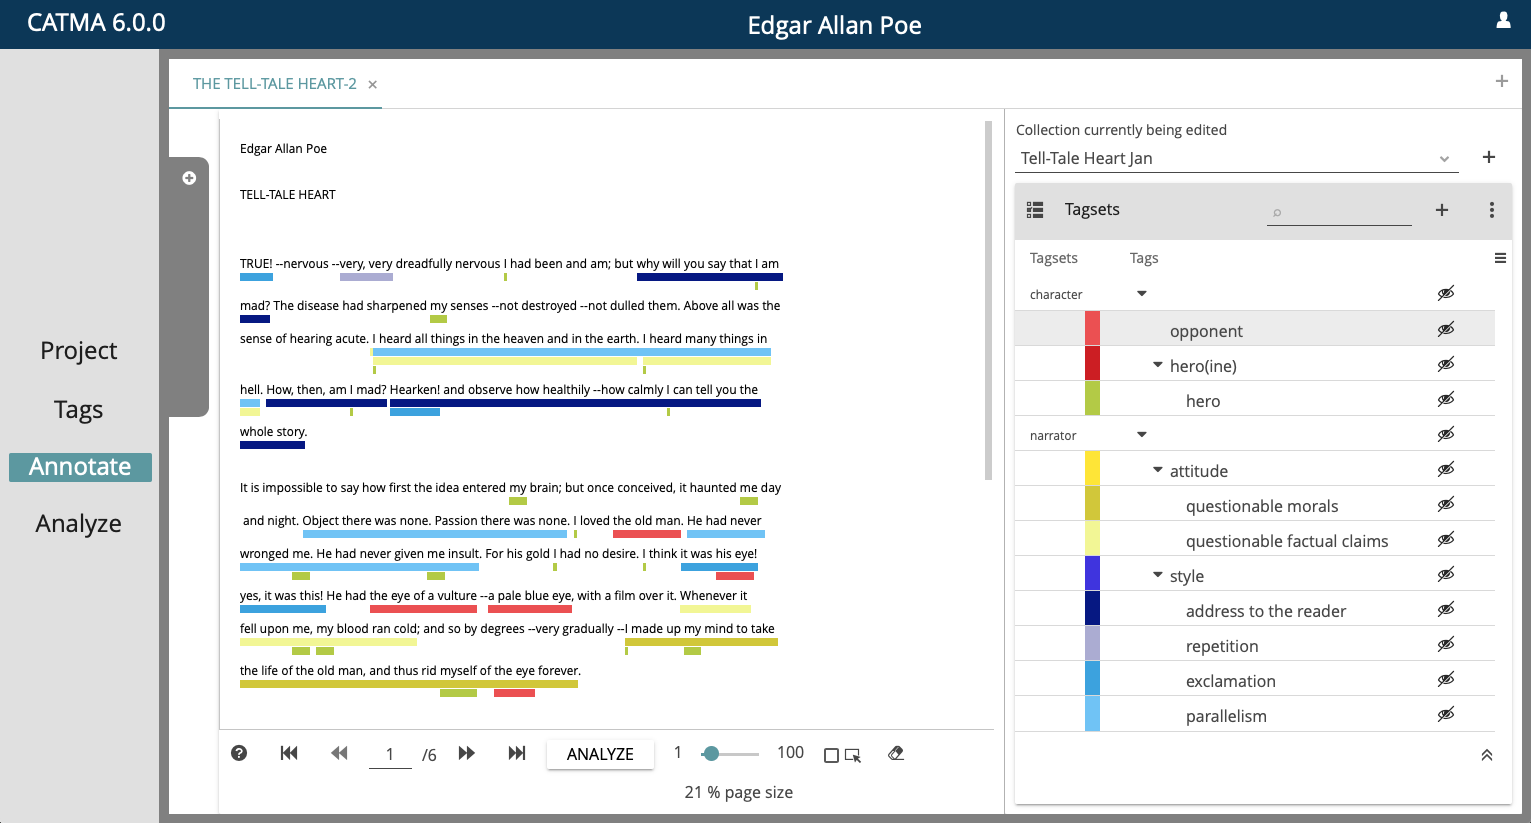 CATMA 6.0.0
Edgar Allan Poe
Project
Tags
Annotate
Analyze
THE TELL-TALE HEART-2
Edgar Allan Poe
TELL-TALE HEART
TRUE! --nervous --very, very dreadfully nervous I had been and am; but why will you say that I am
mad? The disease had sharpened my senses --not destroyed --not dulled them. Above all was the
sense of hearing acute. I heard all things in the heaven and in the earth. I heard many things in
hell. How, then, am I mad? Hearken! and observe how healthily --how calmly I can tell you the
whole story.
It is impossible to say how first the idea entered my brain; but once conceived, it haunted me day
and night. Object there was none. Passion there was none. I loved the old man. He had never
wronged me. He had never given me insult. For his gold I had no desire. I think it was his eye!
yes, it was this! He had the eye of a vulture --a pale blue eye, with a film over it. Whenever it
fell upon me, my blood ran cold; and so by degrees --very gradually --I made up my mind to take
the life of the old man, and thus rid myself of the eye forever.
1 /6
ANALYZE
1 100
21 % page size
Collection currently being edited
Tell-Tale Heart Jan
Tagsets
Tagsets Tags
character
opponent
hero(ine)
hero
narrator
attitude
questionable morals
questionable factual claims
style
address to the reader
repetition
exclamation
parallelism